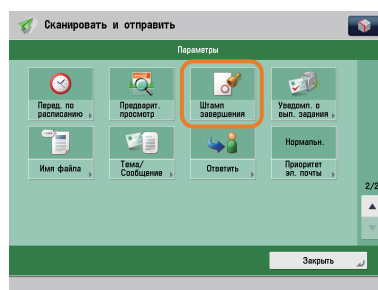 Сканировать и отправить
Параметры
Перед. по
расписанию
Предварит.
просмотр
Штамп
завершения
Уведомл. о
вып. задания
Имя файла
Тема/
Сообщение
Ответить
Нормальн.
Приоритет
эл. почты
2/2
Закрыть